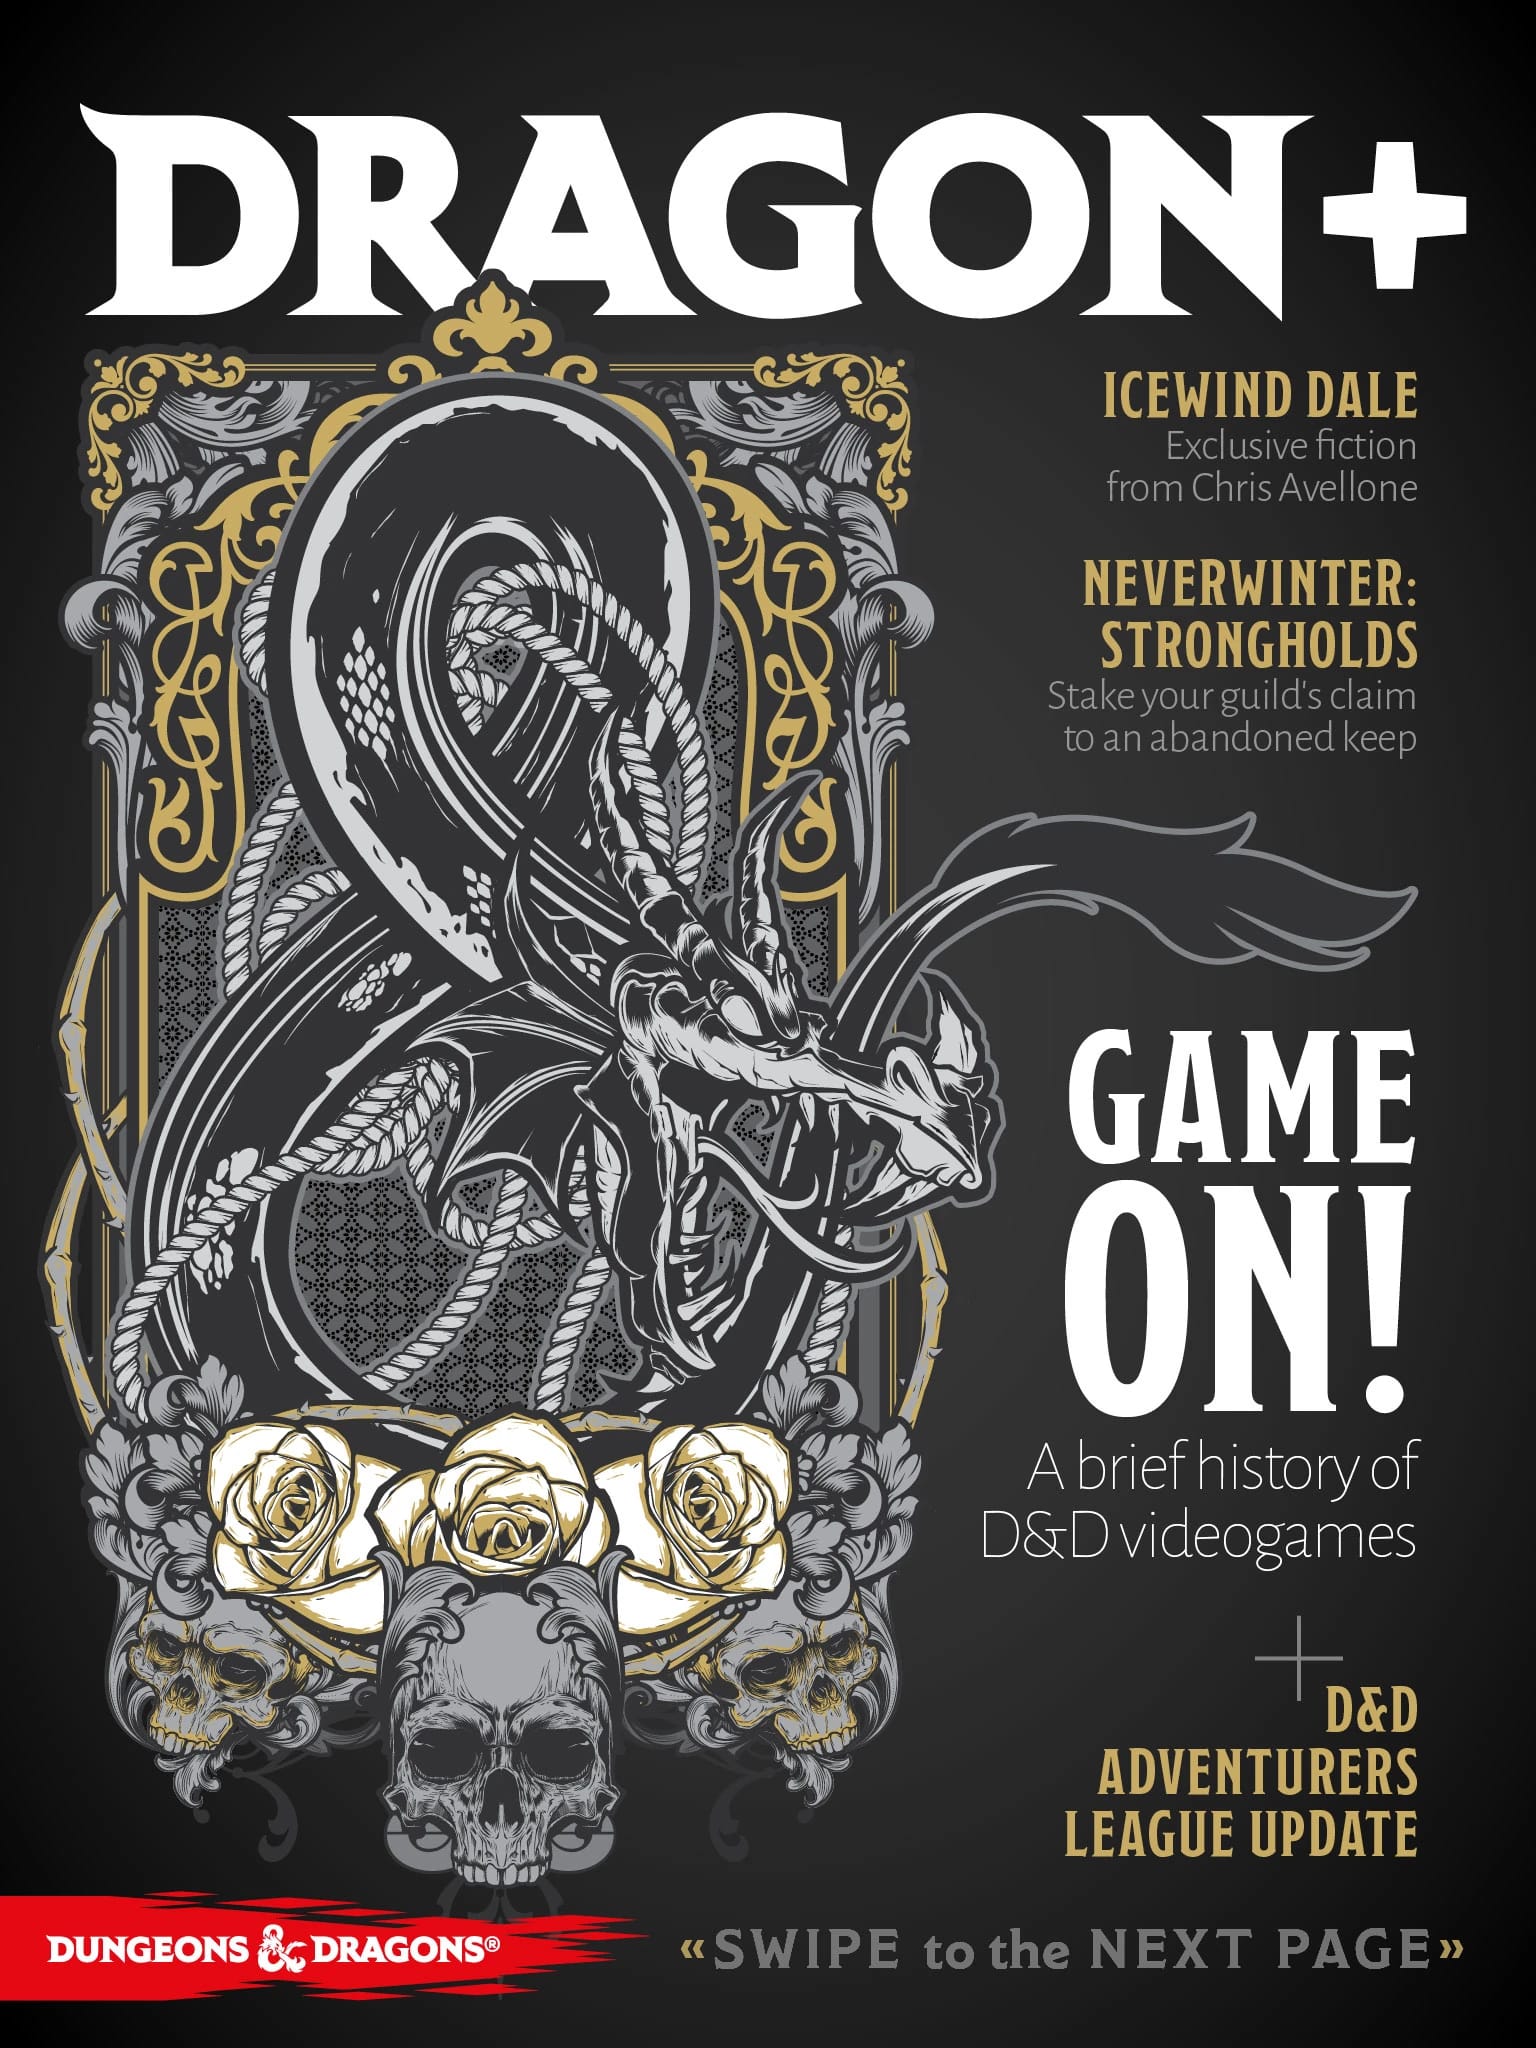 DRAGON+
ICEWIND DALE
Exclusive fiction
from Chris Avellone
NEVERWINTER:
STRONGHOLDS
Stake your guild's claim
to an abandoned keep
GAME
ON!
A brief history of
D&D videogames
D&D
ADVENTURERS
LEAGUE UPDATE
DUNGEONS & DRAGONS®
«SWIPE to the NEXT PAGE»